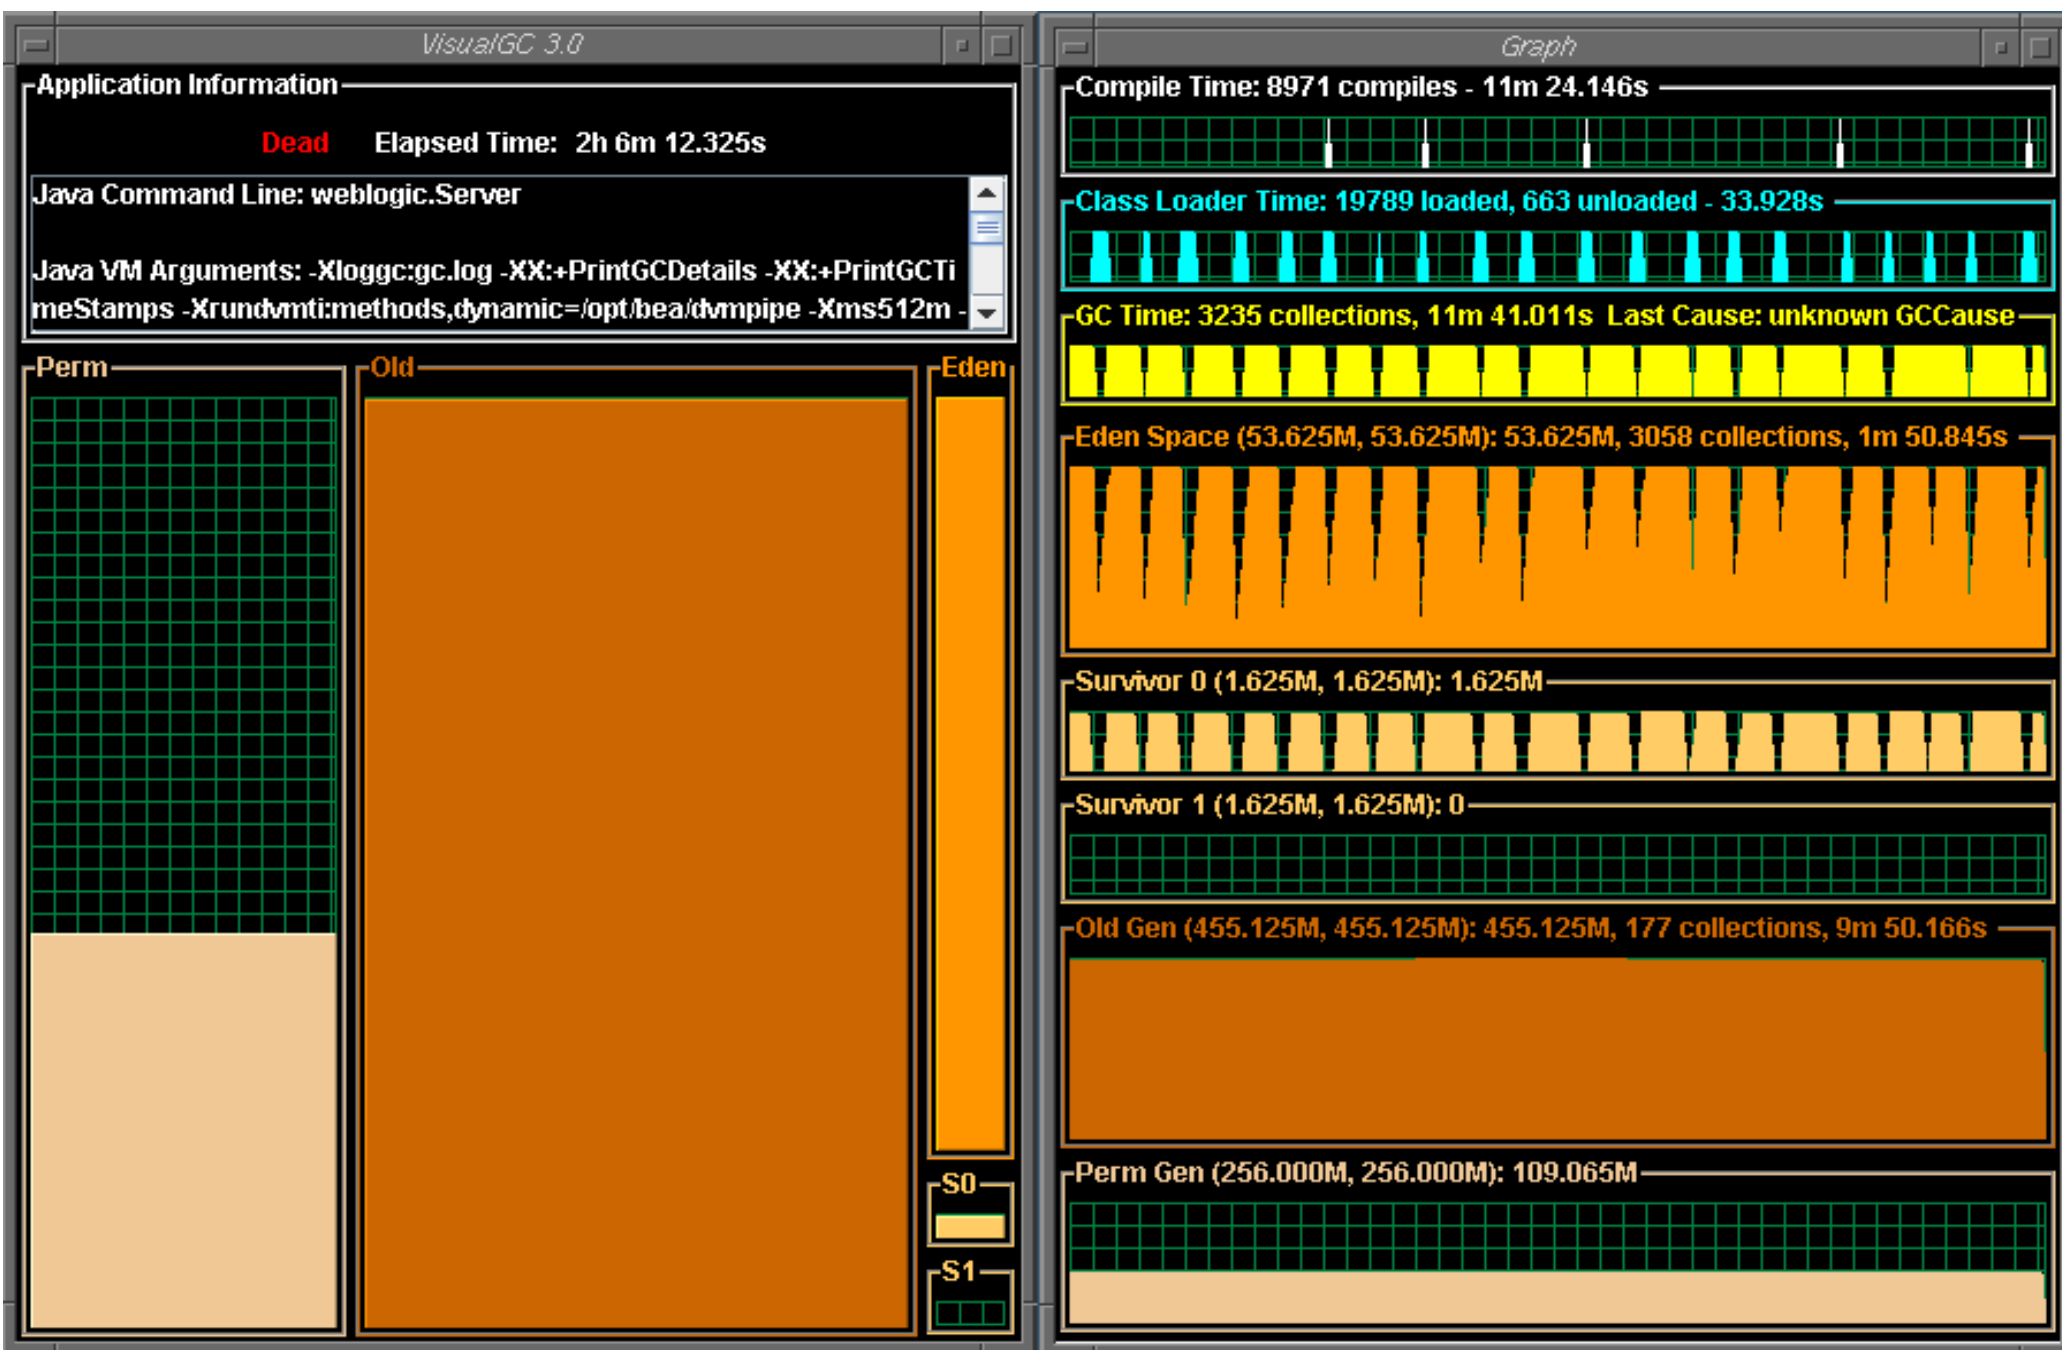 VisualGC 3.0
Application Information
Dead Elapsed Time: 2h 6m 12.325s
Java Command Line: weblogic.Server
Java VM Arguments: -Xloggc:gc.log -XX:+PrintGCDetails -XX:+PrintGCTi
meStamps -Xrundvmti:methods,dynamic=/opt/bea/dvmpipe -Xms512m -
Perm
Old
Eden
S0
S1
Graph
Compile Time: 8971 compiles - 11m 24.146s
Class Loader Time: 19789 loaded, 663 unloaded - 33.928s
GC Time: 3235 collections, 11m 41.011s Last Cause: unknown GCCause
Eden Space (53.625M, 53.625M): 53.625M, 3058 collections, 1m 50.845s
Survivor 0 (1.625M, 1.625M): 1.625M
Survivor 1 (1.625M, 1.625M): 0
Old Gen (455.125M, 455.125M): 455.125M, 177 collections, 9m 50.166s
Perm Gen (256.000M, 256.000M): 109.065M